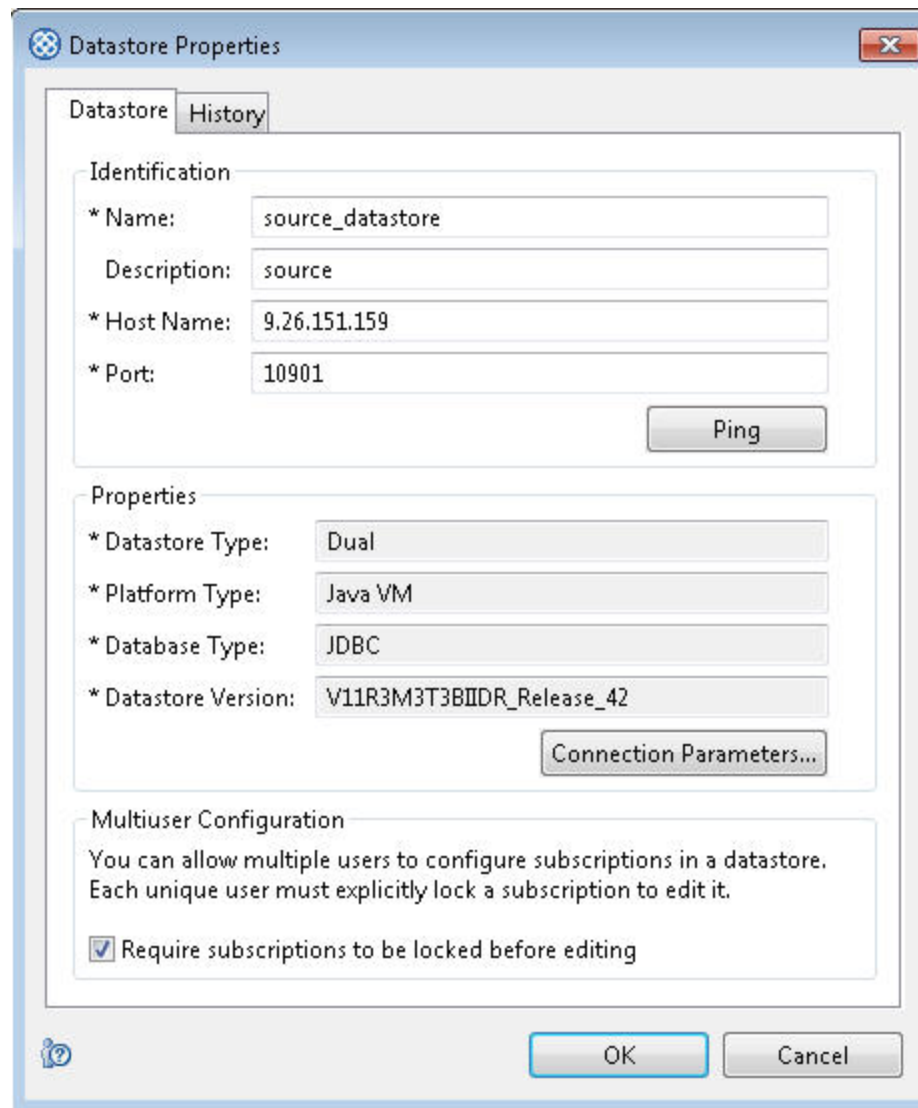 Datastore Properties
Datastore
History
Identification
* Name:
source_datastore
Description:
source
* Host Name:
9.26.151.159
* Port:
10901
Ping
Properties
* Datastore Type:
Dual
* Platform Type:
Java VM
* Database Type:
JDBC
* Datastore Version:
V11R3M3T3BIIDR_Release_42
Connection Parameters...
Multiuser Configuration
You can allow multiple users to configure subscriptions in a datastore.
Each unique user must explicitly lock a subscription to edit it.
Require subscriptions to be locked before editing
OK
Cancel